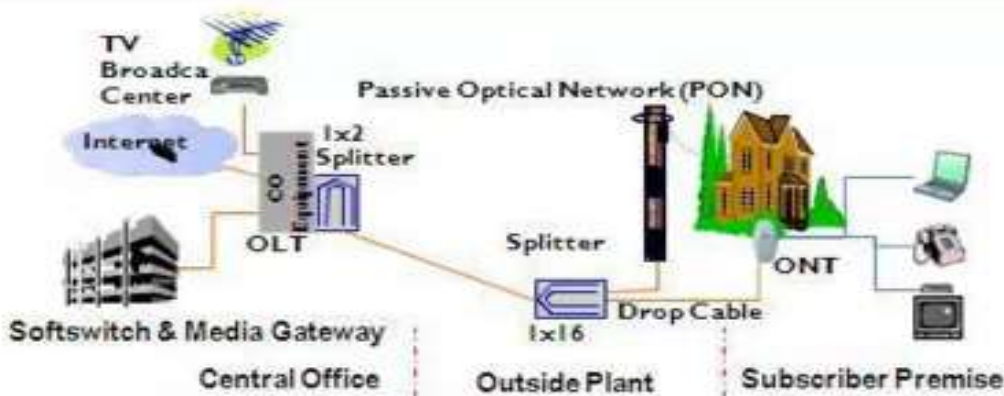 TV
Broadca
Center
Passive Optical Network (PON)
Internet
1x2
Splitter
CO
Equipment
OLT
Splitter
ONT
Drop Cable
1x16
Softswitch & Media Gateway
Central Office
Outside Plant
Subscriber Premise